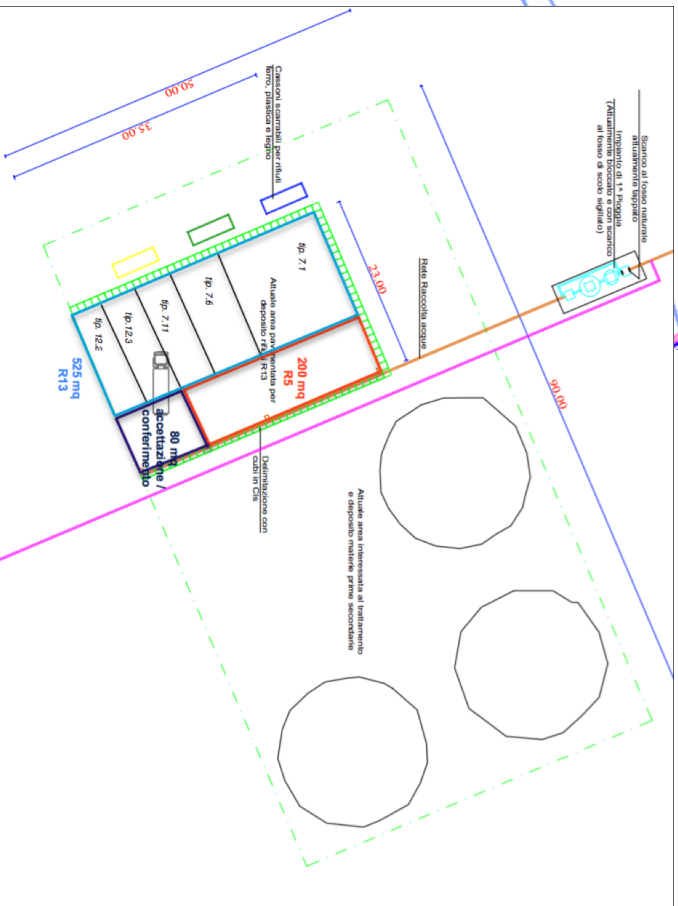 Scarico al fosso naturale
attualmente tappato
Impianto di 1^ Pioggia
(Attualmente bloccato e con scarico
al fosso di scolo sigillato)
Rete Raccolta acque
90.00
50.00
35.00
23.00
Cassoni scarrabili per rifiuti
ferro, plastica e legno
tip. 7.1
tip. 7.6
tip. 7.11
tip.12.3
tip. 12.2
Attuale area pavimentata per
deposito rifiuti R13
200 mq
R5
525 mq
R13
80 mq
accettazione /
conferimento
Delimitazione con
cubi in Cls
Attuale area interessata al trattamento
e deposito materie prime secondarie